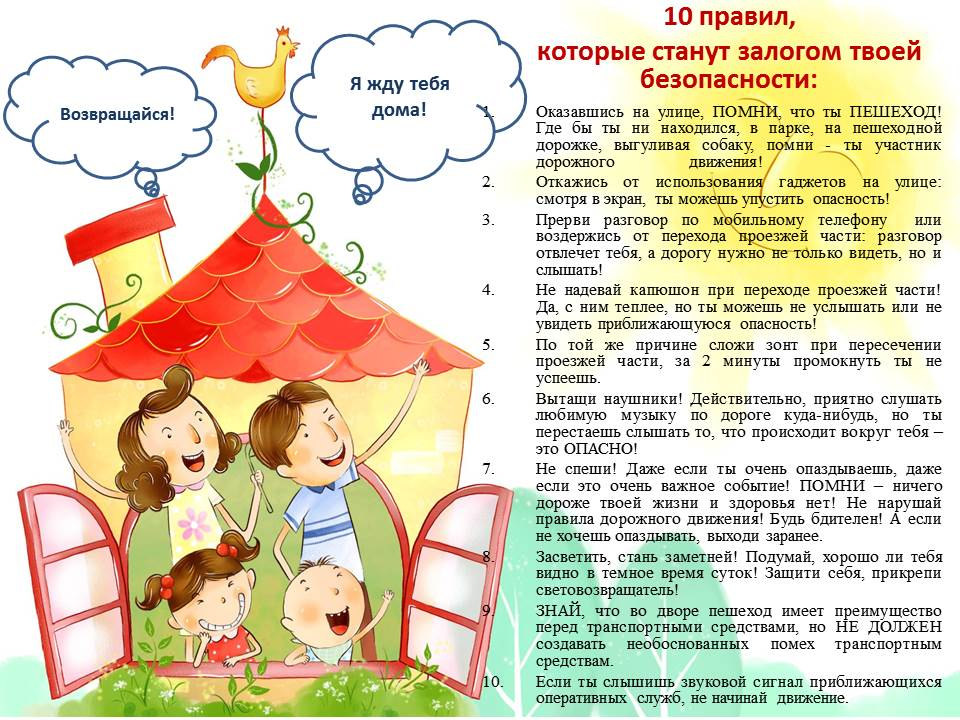 Возвращайся!
Я жду тебя
дома!
10 правил,
которые станут залогом твоей
безопасности:
1. Оказавшись на улице, ПОМНИ, что ты ПЕШЕХОД!
Где бы ты ни находился, в парке, на пешеходной
дорожке, выгуливая собаку, помни - ты участник
дорожного движения!
2. Откажись от использования гаджетов на улице:
смотря в экран, ты можешь упустить опасность!
3. Прерви разговор по мобильному телефону или
воздержись от перехода проезжей части: разговор
отвлечет тебя, а дорогу нужно не только видеть, но и
слышать!
4. Не надевай капюшон при переходе проезжей части!
Да, с ним теплее, но ты можешь не услышать или не
увидеть приближающуюся опасность!
5. По той же причине сложи зонт при пересечении
проезжей части, за 2 минуты промокнуть ты не
успеешь.
6. Вытащи наушники! Действительно, приятно слушать
любимую музыку по дороге куда-нибудь, но ты
перестаешь слышать то, что происходит вокруг тебя –
это ОПАСНО!
7. Не спеши! Даже если ты очень опаздываешь, даже
если это очень важное событие! ПОМНИ – ничего
дороже твоей жизни и здоровья нет! Не нарушай
правила дорожного движения! Будь бдителен! А если
не хочешь опаздывать, выходи заранее.
8. Засветить, стань заметней! Подумай, хорошо ли тебя
видно в темное время суток! Защити себя, прикрепи
световозвращатель!
9. ЗНАЙ, что во дворе пешеход имеет преимущество
перед транспортными средствами, но НЕ ДОЛЖЕН
создавать необоснованных помех транспортным
средствам.
10. Если ты слышишь звуковой сигнал приближающихся
оперативных служб, не начинай движение.